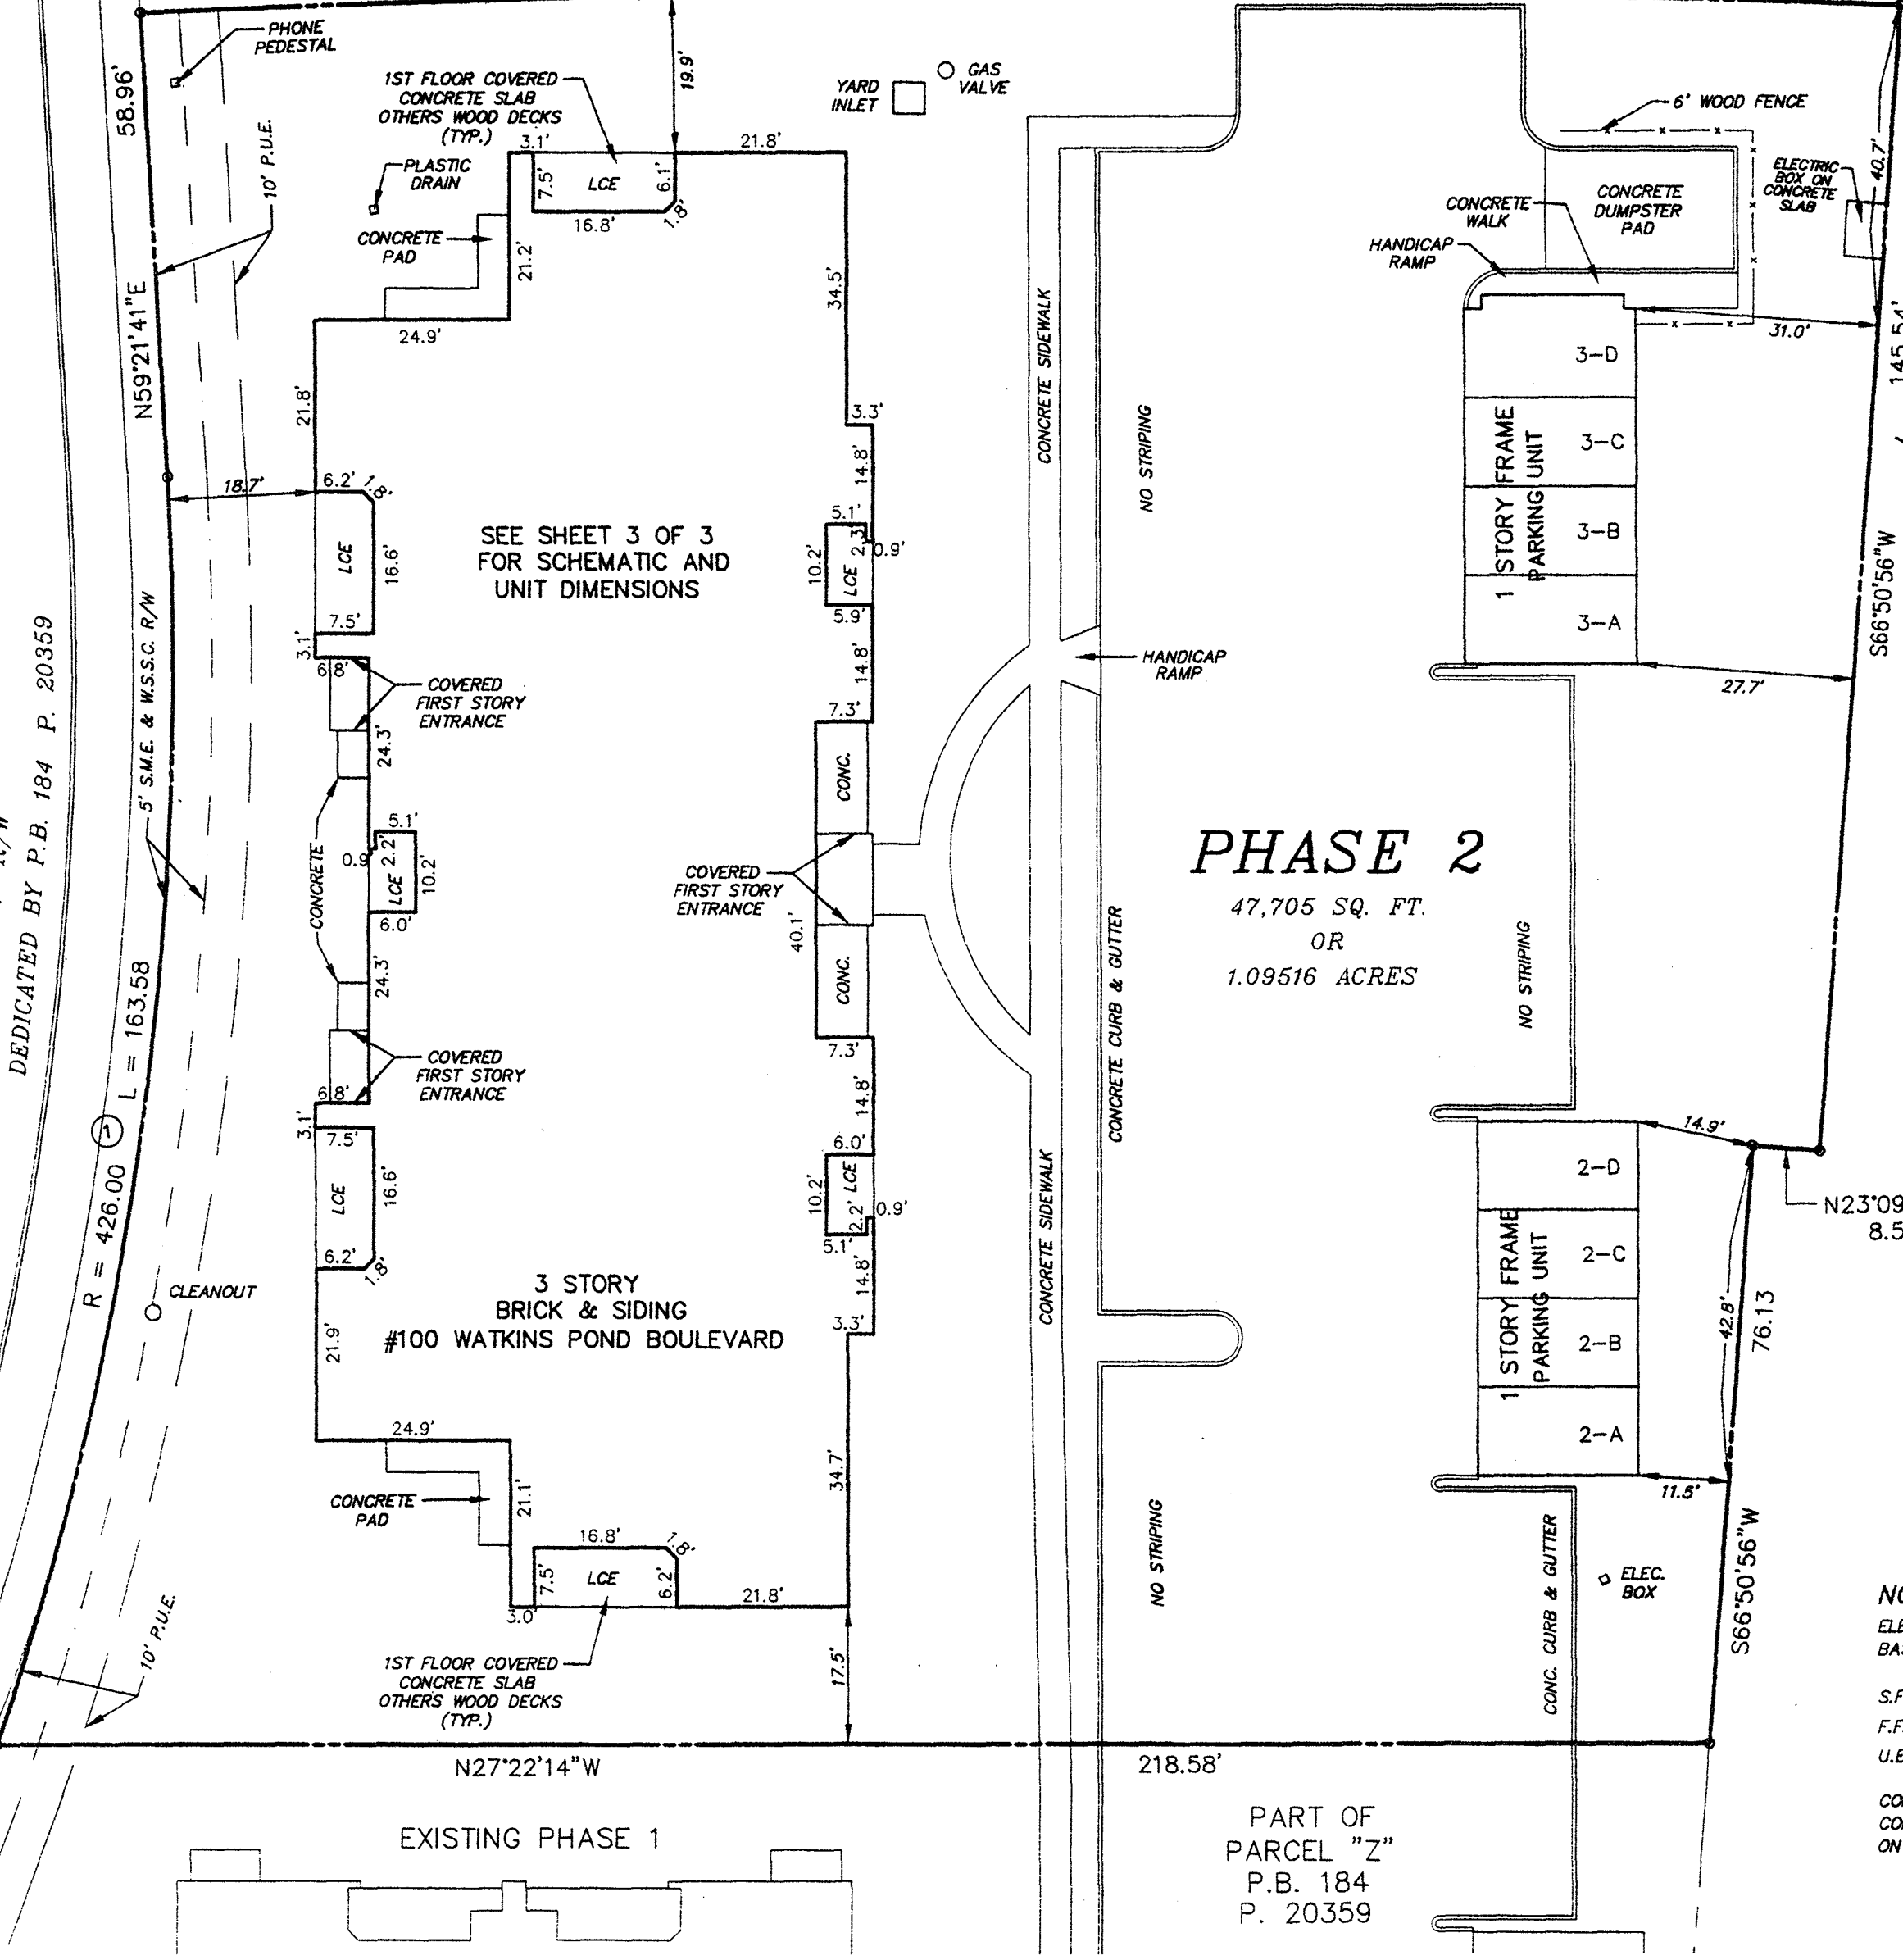 PHONE
PEDESTAL
58.96'
10' P.U.E.
N59°21'41"E
1ST FLOOR COVERED
CONCRETE SLAB
OTHERS WOOD DECKS
(TYP.)
19.9'
YARD
INLET
GAS
VALVE
6' WOOD FENCE
40.7'
ELECTRIC
BOX ON
CONCRETE
SLAB
CONCRETE
DUMPSTER
PAD
CONCRETE
WALK
HANDICAP
RAMP
3.1'
21.8'
7.5'
LCE
6.1'
1.8'
16.8'
PLASTIC
DRAIN
CONCRETE
PAD
21.2'
24.9'
34.5'
21.8'
3.3'
14.8'
18.7'
6.2'
1.8'
LCE
16.6'
7.5'
3.1'
6.8'
SEE SHEET 3 OF 3
FOR SCHEMATIC AND
UNIT DIMENSIONS
5.1'
10.2'
LCE
0.9'
5.9'
14.8'
7.3'
CONCRETE SIDEWALK
NO STRIPING
31.0'
145.54'
3-D
3-C
3-B
3-A
1 STORY FRAME
PARKING UNIT
S66°50'56"W
27.7'
HANDICAP
RAMP
5' S.M.E. & W.S.S.C. R/W
R/W
DEDICATED BY P.B. 184 P. 20359
COVERED
FIRST STORY
ENTRANCE
24.3'
CONCRETE
5.1'
0.9
LCE
2.2'
10.2'
6.0'
24.3'
CONC.
COVERED
FIRST STORY
ENTRANCE
40.1'
CONC.
7.3'
PHASE 2
47,705 SQ. FT.
OR
1.09516 ACRES
NO STRIPING
CONCRETE CURB & GUTTER
COVERED
FIRST STORY
ENTRANCE
L = 163.58
1
R = 426.00
6.8'
3.1'
7.5'
LCE
16.6'
6.2'
1.8'
14.8'
6.0'
LCE
10.2'
2.2'
0.9'
5.1'
14.8'
3.3'
CONCRETE SIDEWALK
14.9'
N23°09
8.5
2-D
2-C
2-B
2-A
1 STORY FRAME
PARKING UNIT
42.8'
76.13
11.5'
CLEANOUT
3 STORY
BRICK & SIDING
#100 WATKINS POND BOULEVARD
21.9'
24.9'
CONCRETE
PAD
21.1'
16.8'
1.8'
7.5'
LCE
6.2'
3.0'
21.8'
34.7'
17.5'
NO STRIPING
CONC. CURB & GUTTER
ELEC.
BOX
S66°50'56"W
10' P.U.E.
1ST FLOOR COVERED
CONCRETE SLAB
OTHERS WOOD DECKS
(TYP.)
S.F
F.F
ON
N27°22'14"W
218.58'
EXISTING PHASE 1
PART OF
PARCEL "Z"
P.B. 184
P. 20359